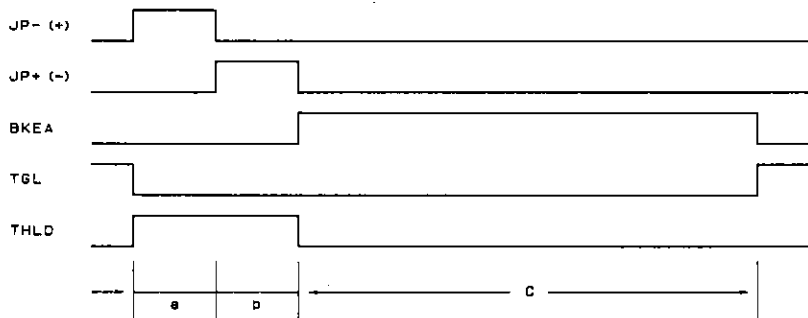 JP- (+)
JP+ (-)
BKEA
TGL
THLD
a b C